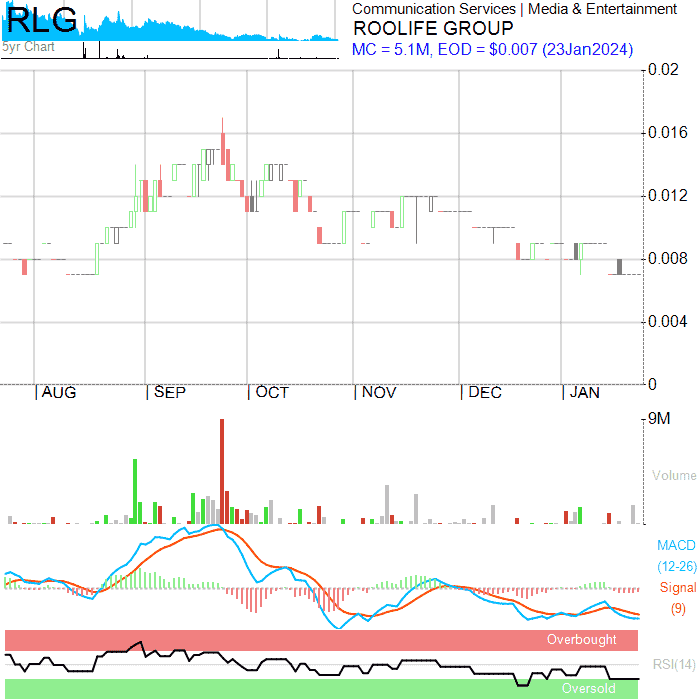 RLG
5yr Chart
Communication Services | Media & Entertainment
ROOLIFE GROUP
MC = 5.1M, EOD = $0.007 (23Jan2024)
0.02
0.016
0.012
0.008
0.004
0
AUG
SEP
OCT
NOV
DEC
JAN
9M
Volume
MACD
(12-26)
Signal
(9)
Overbought
RSI(14)
Oversold